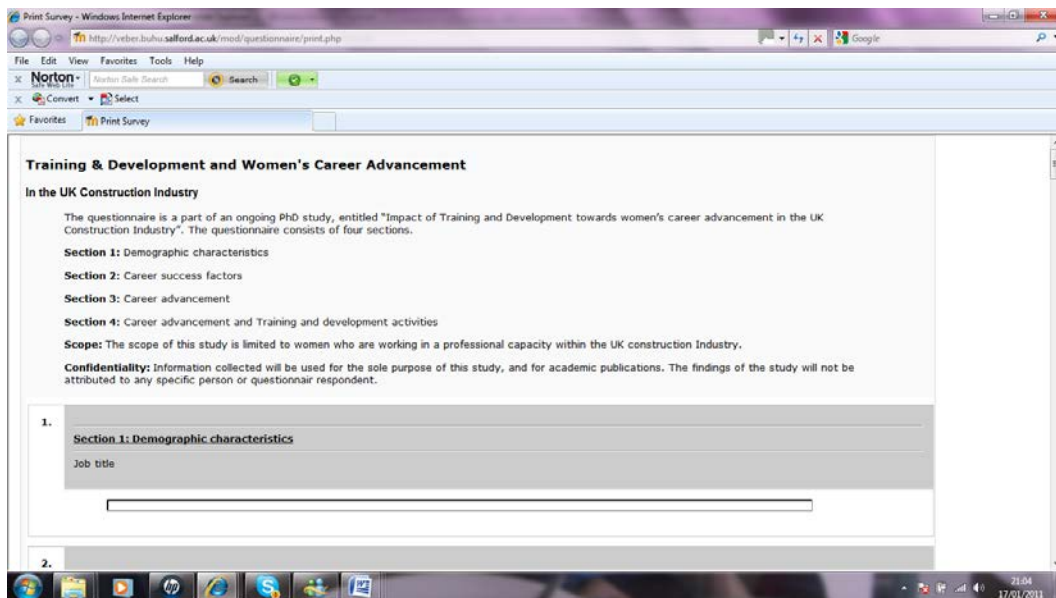 Print Survey - Windows Internet Explorer
http://veber.buhu.salford.ac.uk/mod/questionnaire/print.php
Google
File Edit View Favorites Tools Help
x Norton Norton Safe Search Search
Safe Web Lite
x Convert Select
Favorites Print Survey
Training & Development and Women's Career Advancement
In the UK Construction Industry
The questionnaire is a part of an ongoing PhD study, entitled "Impact of Training and Development towards women's career advancement in the UK
Construction Industry". The questionnaire consists of four sections.
Section 1: Demographic characteristics
Section 2: Career success factors
Section 3: Career advancement
Section 4: Career advancement and Training and development activities
Scope: The scope of this study is limited to women who are working in a professional capacity within the UK construction Industry.
Confidentiality: Information collected will be used for the sole purpose of this study, and for academic publications. The findings of the study will not be
attributed to any specific person or questionnair respondent.
1.
Section 1: Demographic characteristics
Job title
2.
hp
21:04
17/01/2011